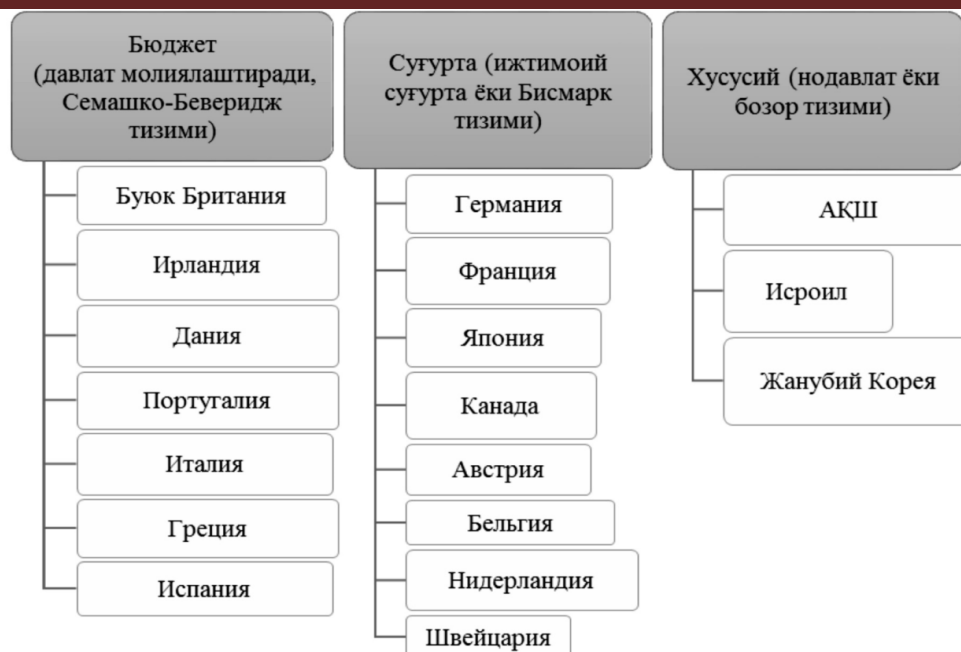 Бюджет
(давлат молиялаштиради,
Семашко-Беверидж
тизими)
Буюк Британия
Ирландия
Дания
Португалия
Италия
Греция
Испания
Суғурта (ижтимоий
суғурта ёки Бисмарк
тизими)
Германия
Франция
Япония
Канада
Австрия
Бельгия
Нидерландия
Швейцария
Хусусий (нодавлат ёки
бозор тизими)
АҚШ
Исроил
Жанубий Корея